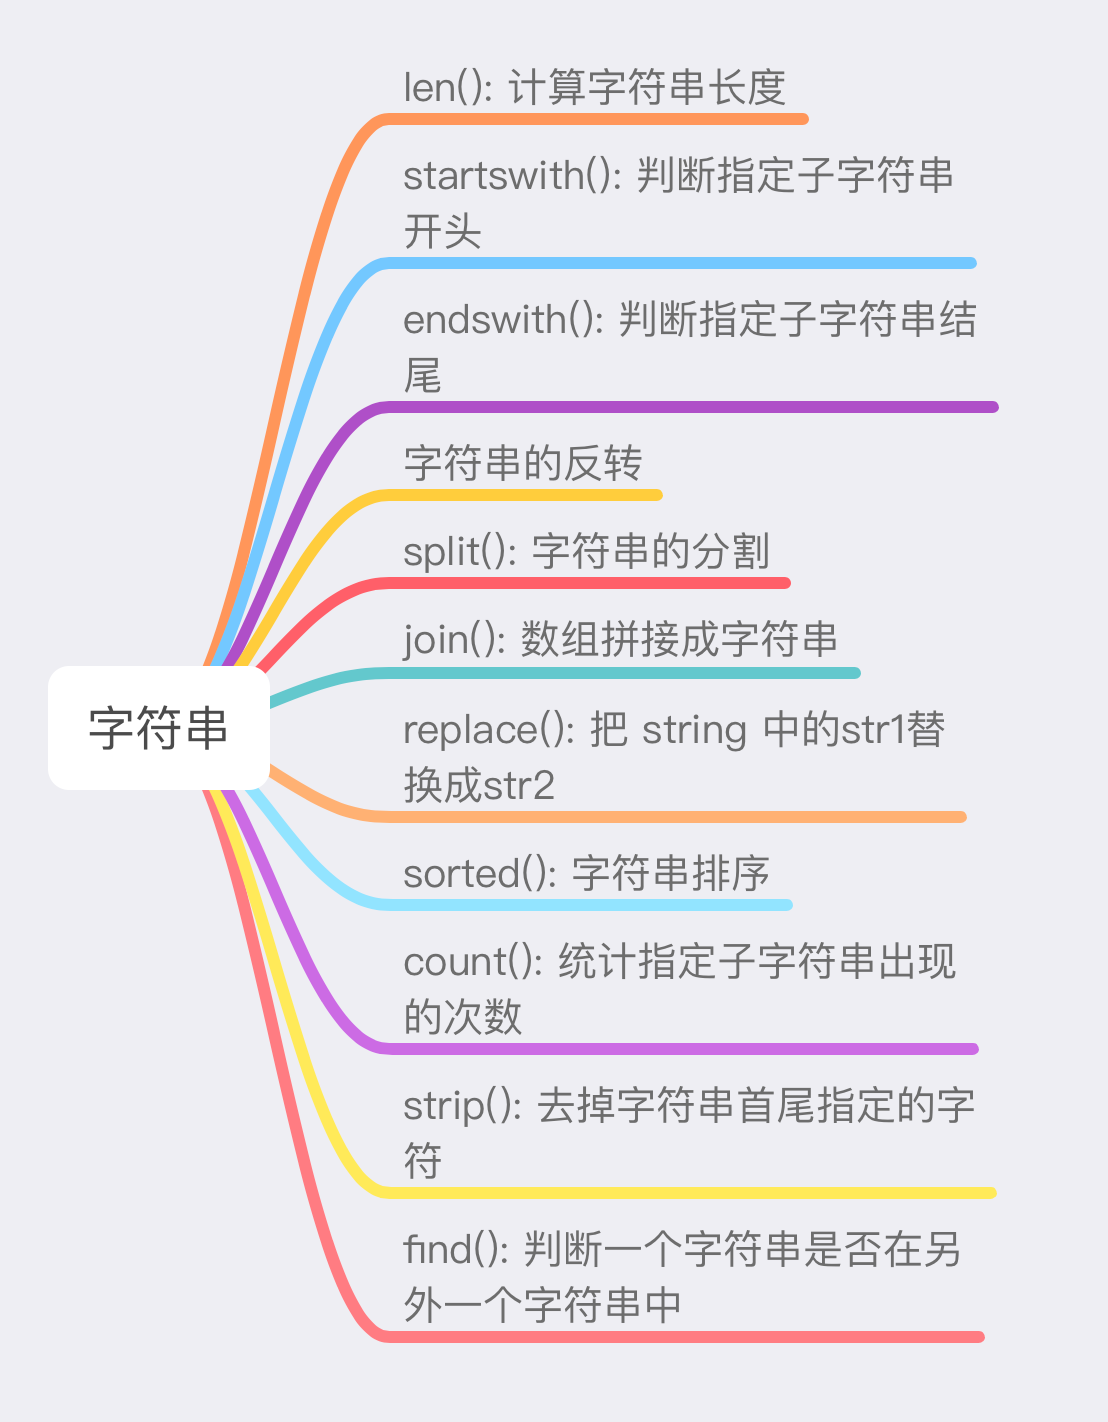 len(): 计算字符串长度
startswith(): 判断指定子字符串
开头
endswith(): 判断指定子字符串结
尾
字符串的反转
split(): 字符串的分割
join(): 数组拼接成字符串
字符串
replace(): 把 string 中的str1替
换成str2
sorted(): 字符串排序
count(): 统计指定子字符串出现
的次数
strip(): 去掉字符串首尾指定的字
符
find(): 判断一个字符串是否在另
外一个字符串中